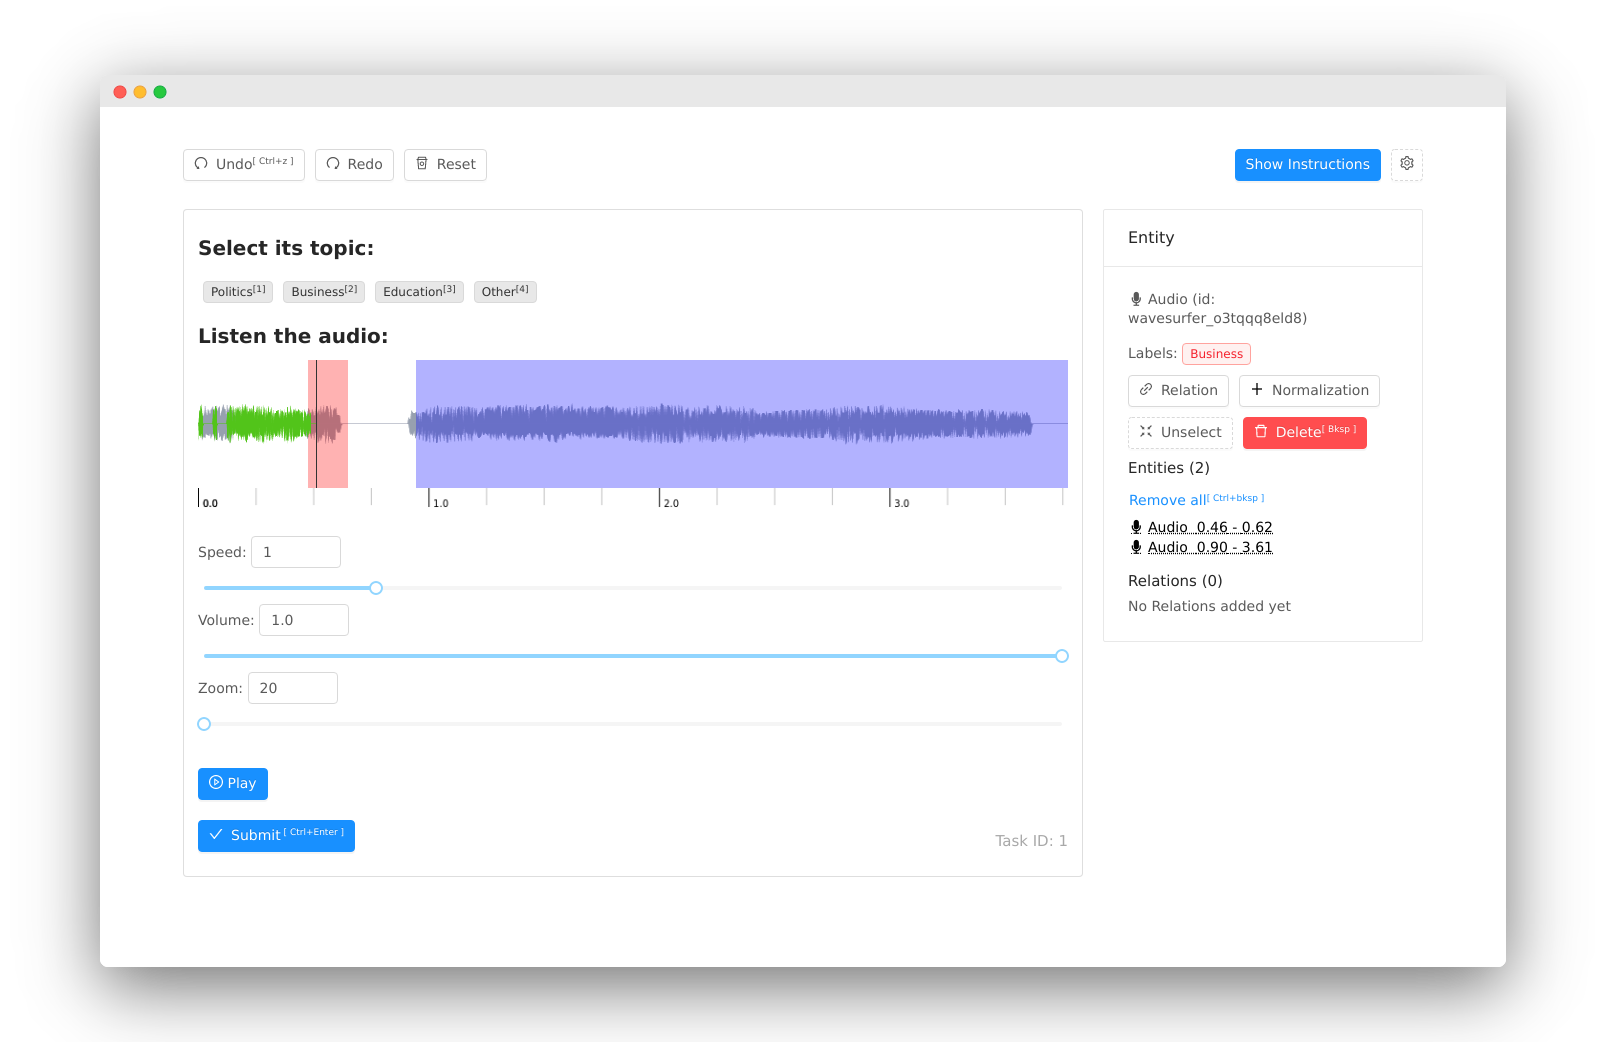 Undo[ Ctrl+z ] Redo Reset Show Instructions
Select its topic:
Politics[1] Business[2] Education[3] Other[4]
Listen the audio:
0.0 1.0 2.0 3.0
Speed: 1
Volume: 1.0
Zoom: 20
Play
Submit[ Ctrl+Enter ] Task ID: 1
Entity
Audio (id:
wavesurfer_o3tqqq8eld8)
Labels: Business
Relation Normalization
Unselect Delete[ Bksp ]
Entities (2)
Remove all[ Ctrl+bksp ]
Audio 0.46 - 0.62
Audio 0.90 - 3.61
Relations (0)
No Relations added yet